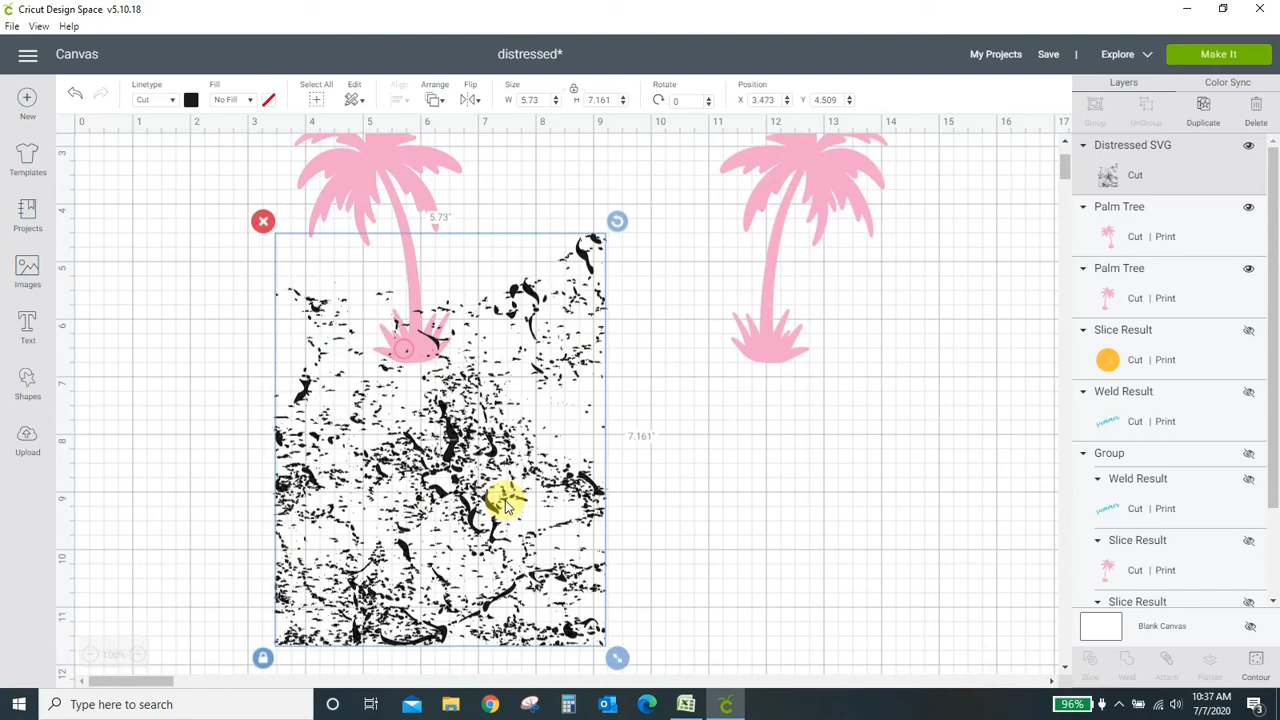 Cricut Design Space v5.10.18
File View Help
Canvas
distressed*
My Projects Save | Explore Make It
Linetype Fill Select All Edit Align Arrange Flip Size Rotate Position
Cut No Fill W 5.73 H 7.161 0 X 3.473 Y 4.509
Layers Color Sync
Group UnGroup Duplicate Delete
0 1 2 3 4 5 6 7 8 9 10 11 12 13 14 15 16 17
3
4
5
6
7
8
9
10
11
12
New
Templates
Projects
Images
Text
Shapes
Upload
5.73"
7.161"
100%
Distressed SVG
Cut
Palm Tree
Cut | Print
Palm Tree
Cut | Print
Slice Result
Cut | Print
Weld Result
summer Cut | Print
Group
Weld Result
summer Cut | Print
Slice Result
Cut | Print
Slice Result
Blank Canvas
Slice Weld Attach Flatten Contour
Type here to search
96%
10:37 AM
7/7/2020
3